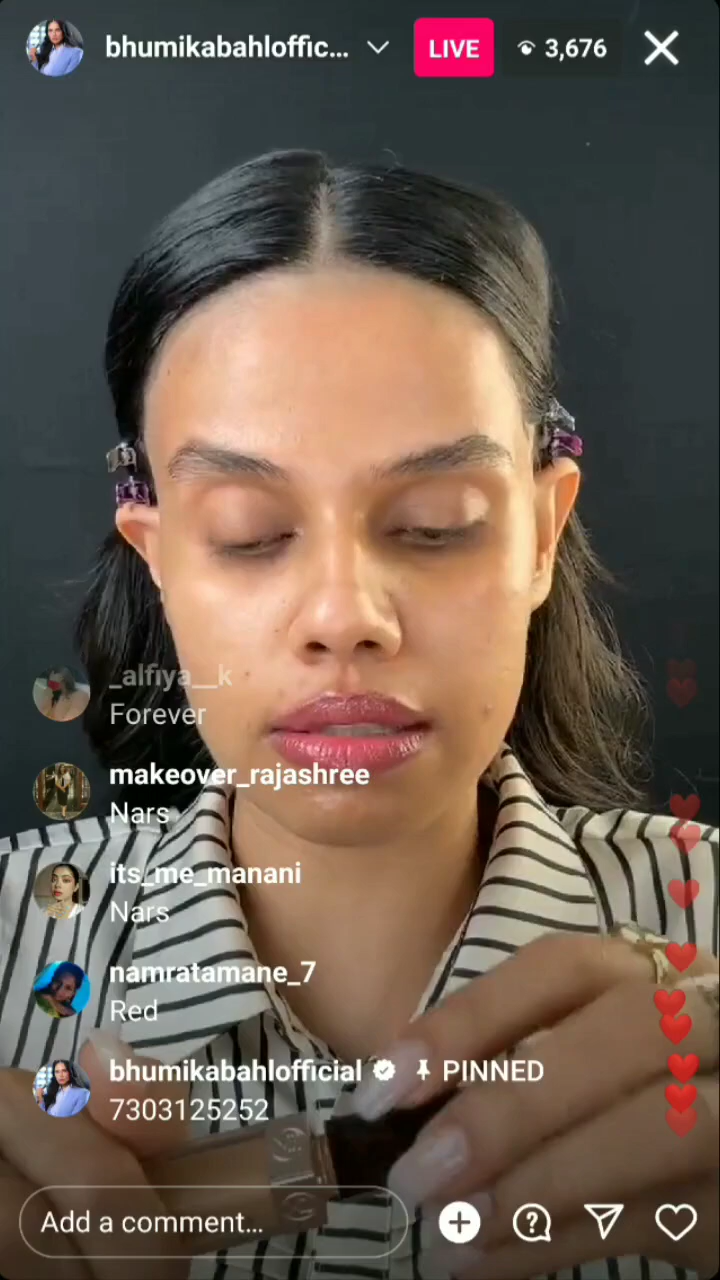 bhumikabahloffic...
LIVE
3,676
_alfiya__k
Forever
makeover_rajashree
Nars
its_me_manani
Nars
namratamane_7
Red
bhumikabahlofficial PINNED
7303125252
Add a comment...